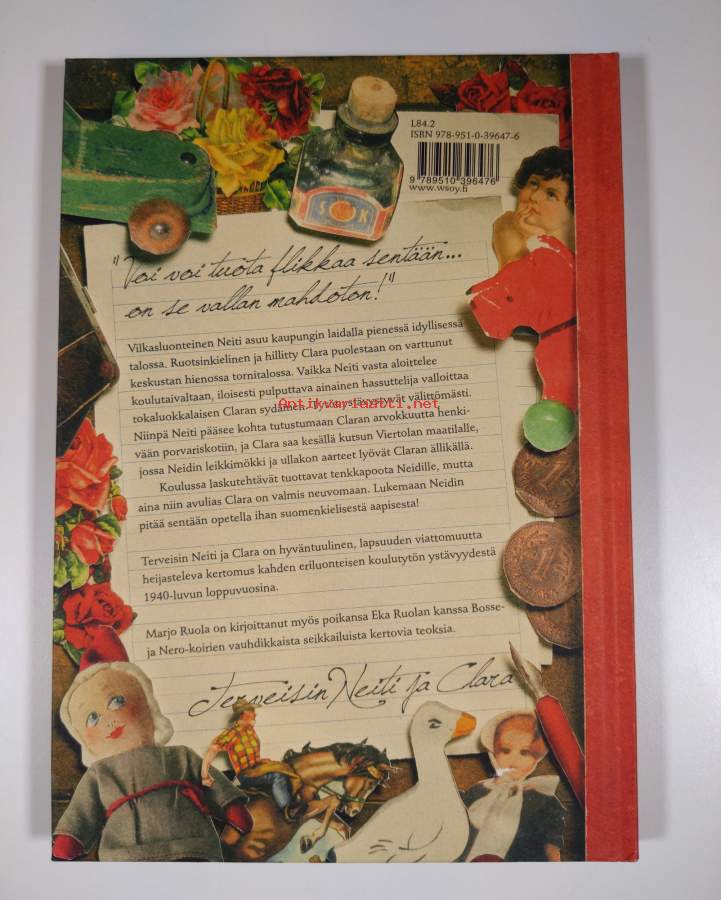 L84.2
ISBN 978-951-0-39647-6
9 789510 396476
www.wsoy.fi
S O K
"Voi voi tuota flikkaa sentään...
on se vallan mahdoton!"
Vilkasluonteinen Neiti asuu kaupungin laidalla pienessä idyllisessä
talossa. Ruotsinkielinen ja hillitty Clara puolestaan on varttunut
keskustan hienossa tornitalossa. Vaikka Neiti vasta aloittelee
koulutaivaltaan, iloisesti pulputtava ainainen hassuttelija valloittaa
tokaluokkalaisen Claran sydämen, ja ystävystyvät välittömästi.
Antikvariaatti.net
Niinpä Neiti pääsee kohta tutustumaan Claran arvokkuutta henki-
vään porvariskotiin, ja Clara saa kesällä kutsun Viertolan maatilalle,
jossa Neidin leikkimökki ja ullakon aarteet lyövät Claran ällikällä.
Koulussa laskutehtävät tuottavat tenkkapoota Neidille, mutta
aina niin avulias Clara on valmis neuvomaan. Lukemaan Neidin
pitää sentään opetella ihan suomenkielisestä aapisesta!
Terveisin Neiti ja Clara on hyväntuulinen, lapsuuden viattomuutta
heijasteleva kertomus kahden eriluonteisen koulutytön ystävyydestä
1940-luvun loppuvuosina.
Marjo Ruola on kirjoittanut myös poikansa Eka Ruolan kanssa Bosse-
ja Nero-koirien vauhdikkaista seikkailuista kertovia teoksia.
Terveisin Neiti ja Clara